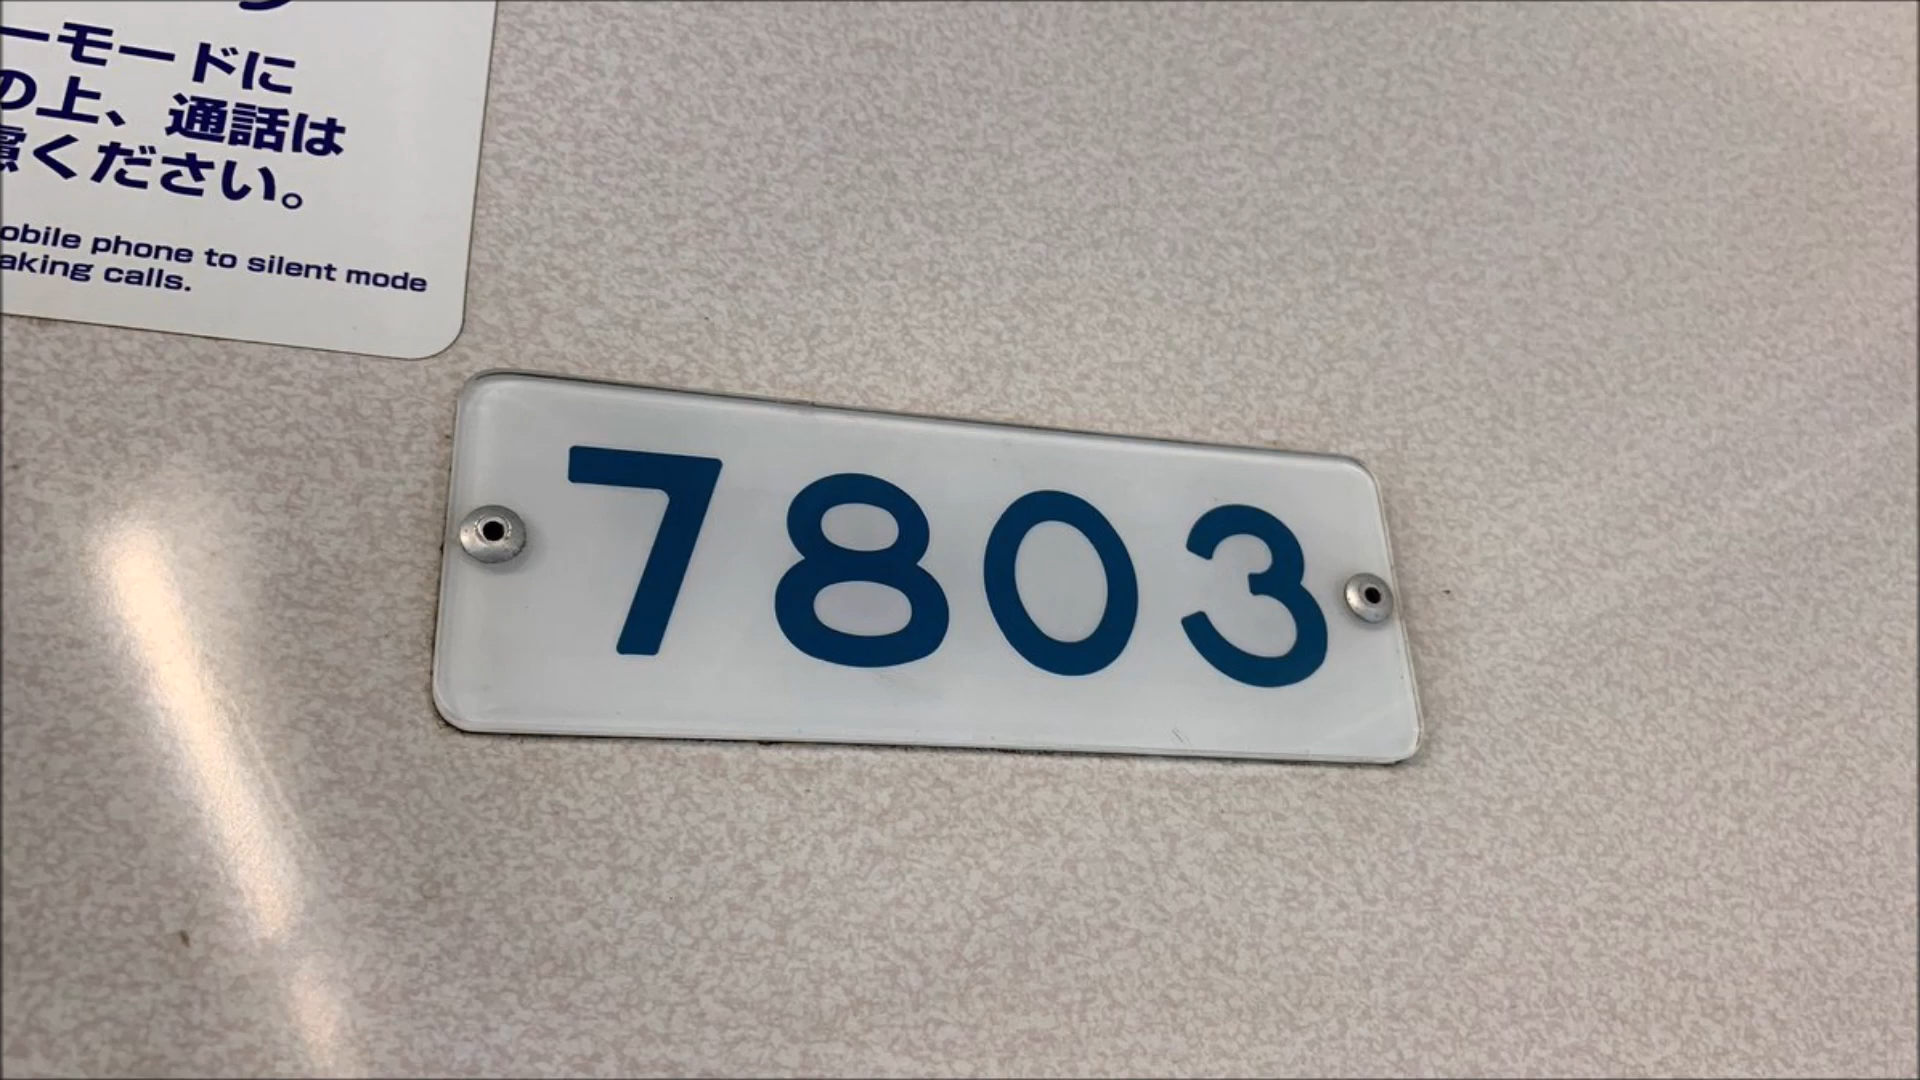 ーモードに
の上、通話は
慮ください。
obile phone to silent mode
aking calls.
7803